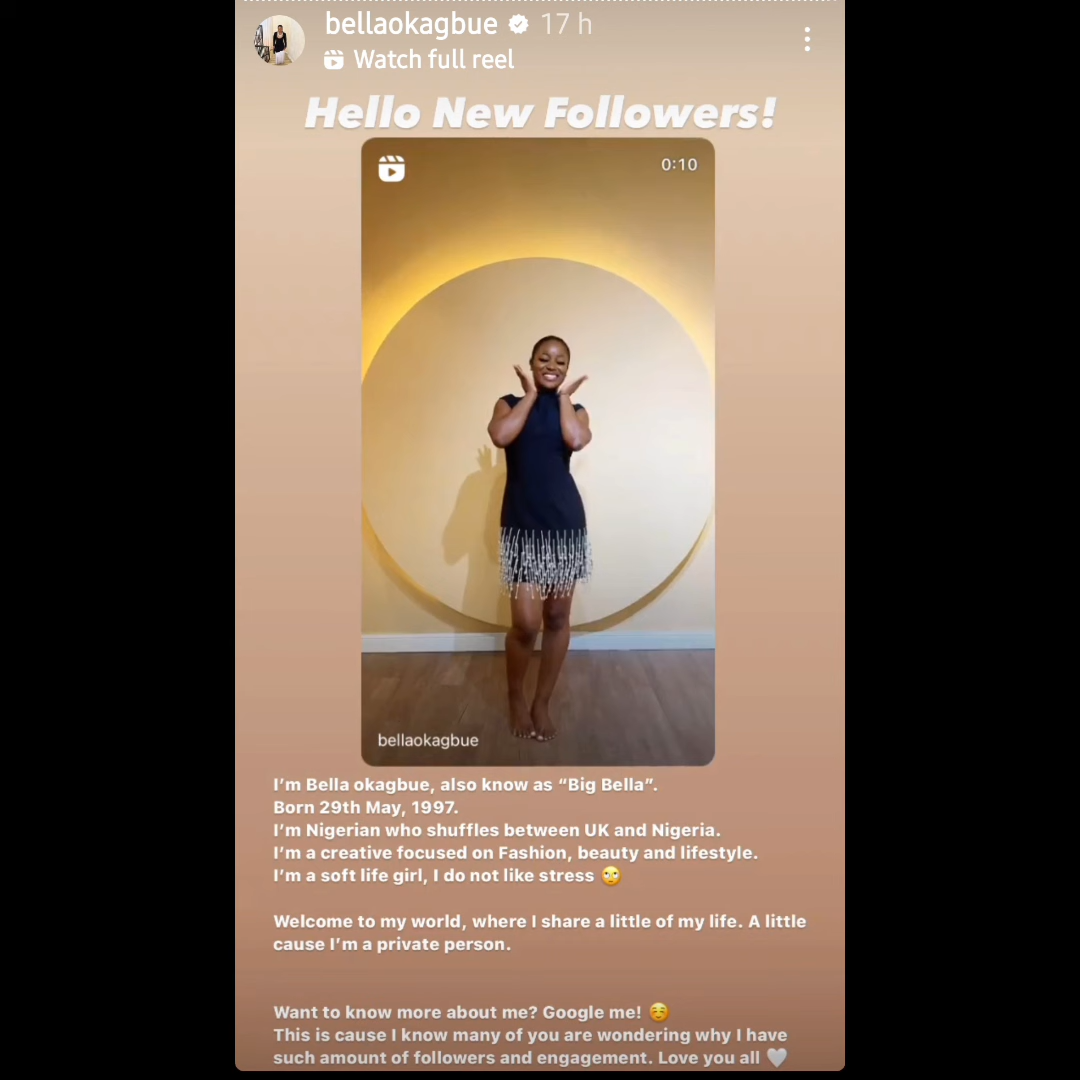 bellaokagbue 17 h
Watch full reel
Hello New Followers!
0:10
bellaokagbue
I’m Bella okagbue, also know as “Big Bella”.
Born 29th May, 1997.
I’m Nigerian who shuffles between UK and Nigeria.
I’m a creative focused on Fashion, beauty and lifestyle.
I’m a soft life girl, I do not like stress 🙄
Welcome to my world, where I share a little of my life. A little
cause I’m a private person.
Want to know more about me? Google me! ☺️
This is cause I know many of you are wondering why I have
such amount of followers and engagement. Love you all 🤍